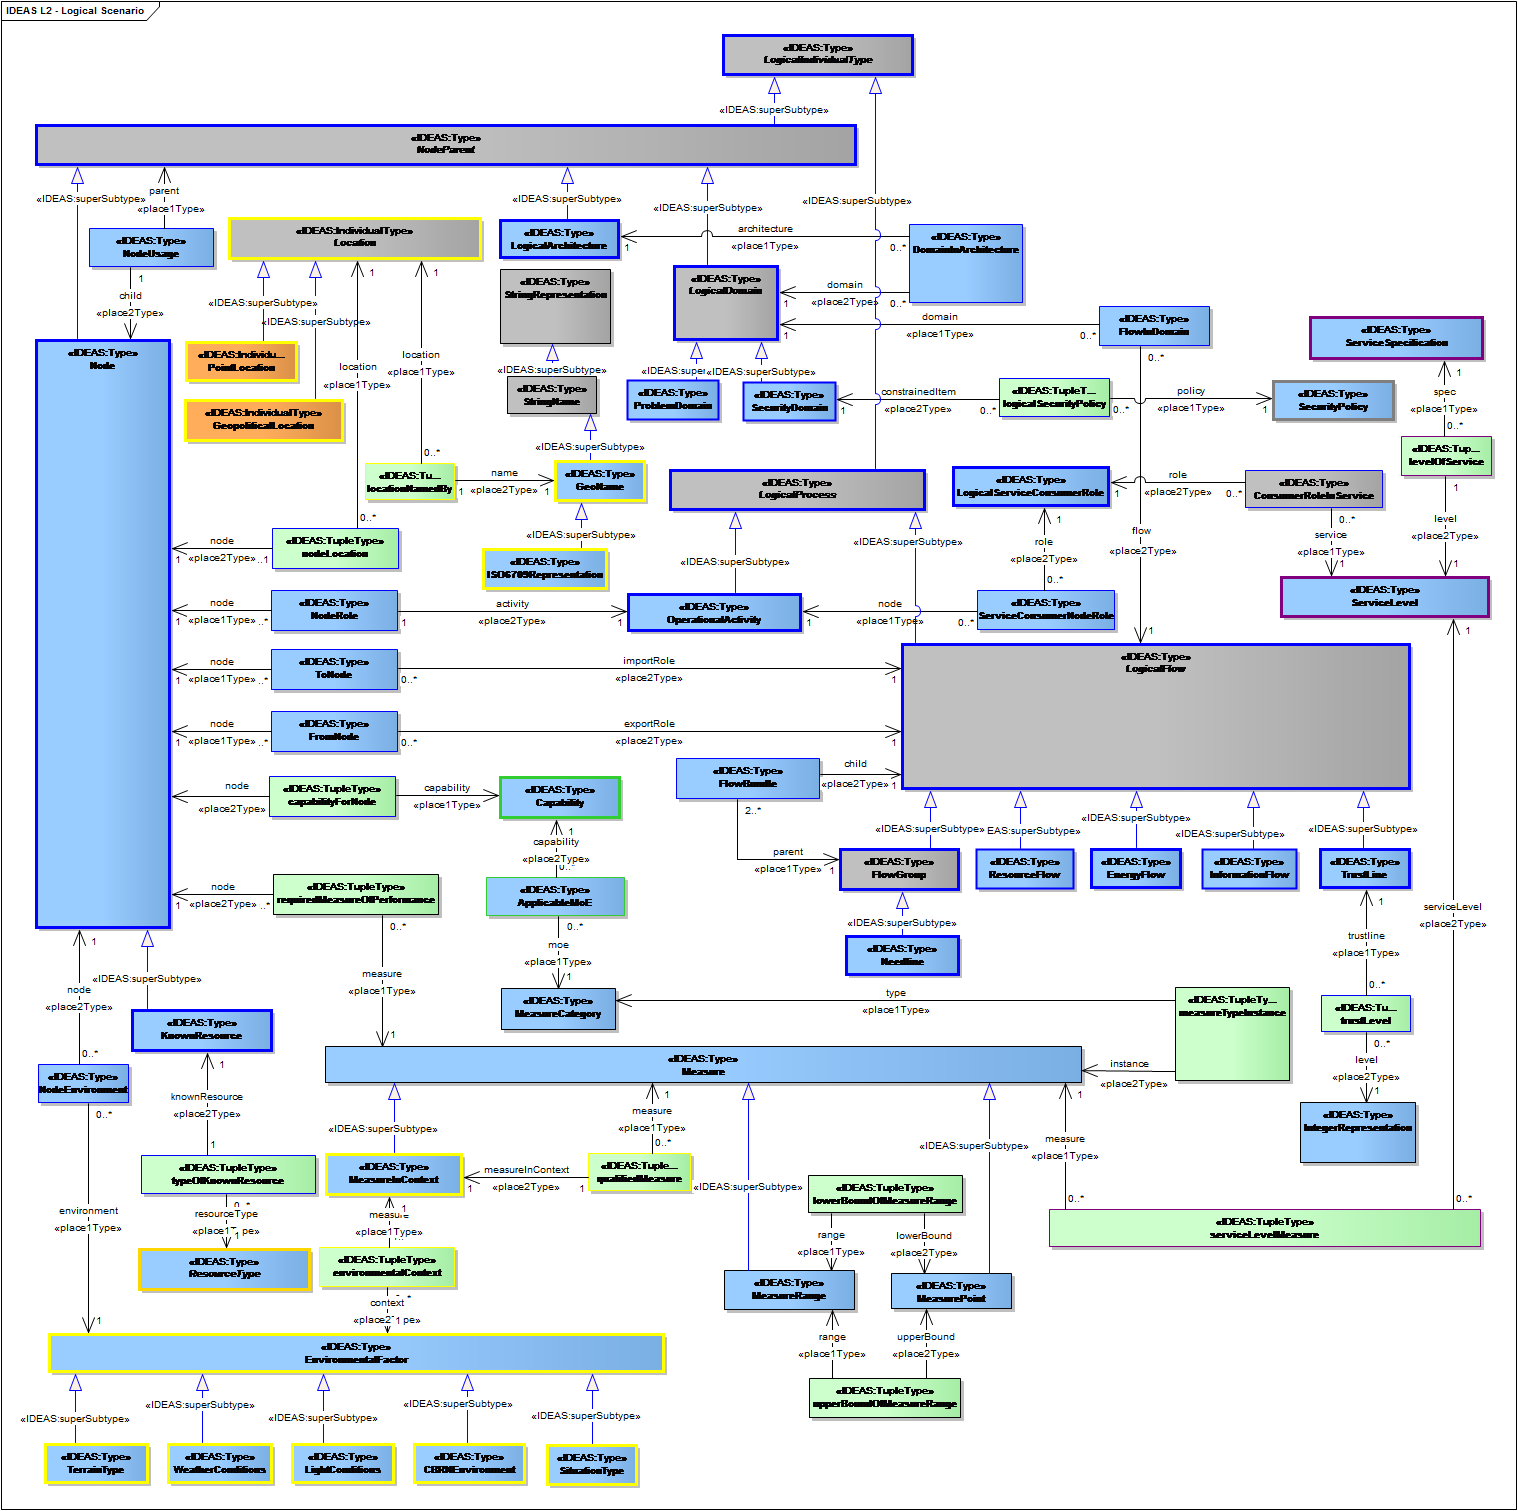 IDEAS L2 - Logical Scenario
«IDEAS:Type»
LogicalIndividualType
«IDEAS:superSubtype»
«IDEAS:Type»
NodeParent
«IDEAS:superSubtype»
parent
«place1Type»
«IDEAS:superSubtype»
«IDEAS:superSubtype»
«IDEAS:superSubtype»
«IDEAS:Type»
NodeUsage
1
child
«place2Type»
«IDEAS:IndividualType»
Location
1
1
«IDEAS:superSubtype»
«IDEAS:superSubtype»
«IDEAS:Type»
LogicalArchitecture
1
architecture
«place1Type»
0..*
«IDEAS:Type»
DomainInArchitecture
«IDEAS:Type»
StringRepresentation
«IDEAS:Type»
LogicalDomain
1
domain
«place2Type»
0..*
1
domain
«place1Type»
0..*
«IDEAS:Type»
FlowInDomain
0..*
«IDEAS:Type»
ServiceSpecification
«IDEAS:Type»
Node
«IDEAS:Individu...
PointLocation
«IDEAS:IndividualType»
GeopoliticalLocation
location
«place1Type»
location
«place1Type»
«IDEAS:superSubtype»
«IDEAS:Type»
StringName
«IDEAS:super
«IDEAS:superSubtype»
«IDEAS:Type»
ProblemDomain
«IDEAS:Type»
SecurityDomain
1
constrainedItem
«place2Type»
0..*
«IDEAS:TupleT...
logicalSecurityPolicy
0..*
policy
«place1Type»
1
«IDEAS:Type»
SecurityPolicy
1
spec
«place1Type»
0..*
«IDEAS:superSubtype»
0..*
«IDEAS:Tu...
locationNamedBy
1
name
«place2Type»
1
«IDEAS:Type»
GeoName
«IDEAS:Type»
LogicalProcess
«IDEAS:Type»
LogicalServiceConsumerRole
1
role
«place2Type»
0..*
«IDEAS:Type»
ConsumerRoleInService
0..*
«IDEAS:Tup...
levelOfService
1
0..*
«IDEAS:TupleType»
nodeLocation
node
«place2Type»
1
..1
«IDEAS:superSubtype»
«IDEAS:Type»
ISO6709Representation
«IDEAS:superSubtype»
«IDEAS:superSubtype»
1
role
«place2Type»
0..*
flow
«place2Type»
service
«place1Type»
1
level
«place2Type»
1
«IDEAS:Type»
ServiceLevel
1
«IDEAS:Type»
NodeRole
node
«place1Type»
1
..*
activity
«place2Type»
1
«IDEAS:Type»
OperationalActivity
1
node
«place1Type»
0..*
«IDEAS:Type»
ServiceConsumerNodeRole
1
«IDEAS:Type»
ToNode
node
«place1Type»
1
..*
0..*
importRole
«place2Type»
1
«IDEAS:Type»
LogicalFlow
«IDEAS:Type»
FromNode
node
«place1Type»
1
..*
0..*
exportRole
«place2Type»
1
«IDEAS:TupleType»
capabilityForNode
node
«place2Type»
capability
«place1Type»
«IDEAS:Type»
Capability
1
capability
«place2Type»
0..
«IDEAS:Type»
FlowBundle
2..*
child
«place2Type»
1
parent
«place1Type»
1
«IDEAS:superSubtype»
EAS:superSubtype»
«IDEAS:superSubtype»
«IDEAS:superSubtype»
«IDEAS:superSubtype»
«IDEAS:Type»
FlowGroup
«IDEAS:Type»
ResourceFlow
«IDEAS:Type»
EnergyFlow
«IDEAS:Type»
InformationFlow
«IDEAS:Type»
TrustLine
«IDEAS:TupleType»
requiredMeasureOfPerformance
node
«place2Type»
1
..*
0..*
«IDEAS:Type»
ApplicableMoE
0..*
moe
«place1Type»
1
«IDEAS:superSubtype»
«IDEAS:Type»
Needline
1
trustline
«place1Type»
0..*
serviceLevel
«place2Type»
1
node
«place2Type»
0..*
«IDEAS:superSubtype»
«IDEAS:Type»
KnownResource
measure
«place1Type»
1
«IDEAS:Type»
MeasureCategory
type
«place1Type»
«IDEAS:TupleTy...
measureTypeInstance
instance
«place2Type»
«IDEAS:Tu...
trustLevel
0..*
level
«place2Type»
1
«IDEAS:Type»
IntegerRepresentation
«IDEAS:Type»
Measure
«IDEAS:Type»
NodeEnvironment
0..*
1
knownResource
«place2Type»
1
«IDEAS:superSubtype»
1
measure
«place1Type»
0..*
«IDEAS:superSubtype»
«IDEAS:superSubtype»
1
measure
«place1Type»
0..*
0..*
«IDEAS:TupleType»
typeOfKnownResource
n
resourceType
«place1Type»
1
«IDEAS:Type»
ResourceType
«IDEAS:Type»
MeasureInContext
1
measureInContext
«place2Type»
1
«IDEAS:Tuple...
qualifiedMeasure
«IDEAS:TupleType»
lowerBoundOfMeasureRange
range
«place1Type»
lowerBound
«place2Type»
«IDEAS:TupleType»
serviceLevelMeasure
environment
«place1Type»
1
1
measure
«place1Type»
«IDEAS:TupleType»
environmentalContext
*
context
«place2Type»
1
«IDEAS:Type»
MeasureRange
«IDEAS:Type»
MeasurePoint
range
«place1Type»
upperBound
«place2Type»
«IDEAS:TupleType»
upperBoundOfMeasureRange
«IDEAS:Type»
EnvironmentalFactor
«IDEAS:superSubtype»
«IDEAS:superSubtype»
«IDEAS:superSubtype»
«IDEAS:superSubtype»
«IDEAS:superSubtype»
«IDEAS:Type»
TerrainType
«IDEAS:Type»
WeatherConditions
«IDEAS:Type»
LightConditions
«IDEAS:Type»
CBRNEnvironment
«IDEAS:Type»
SituationType